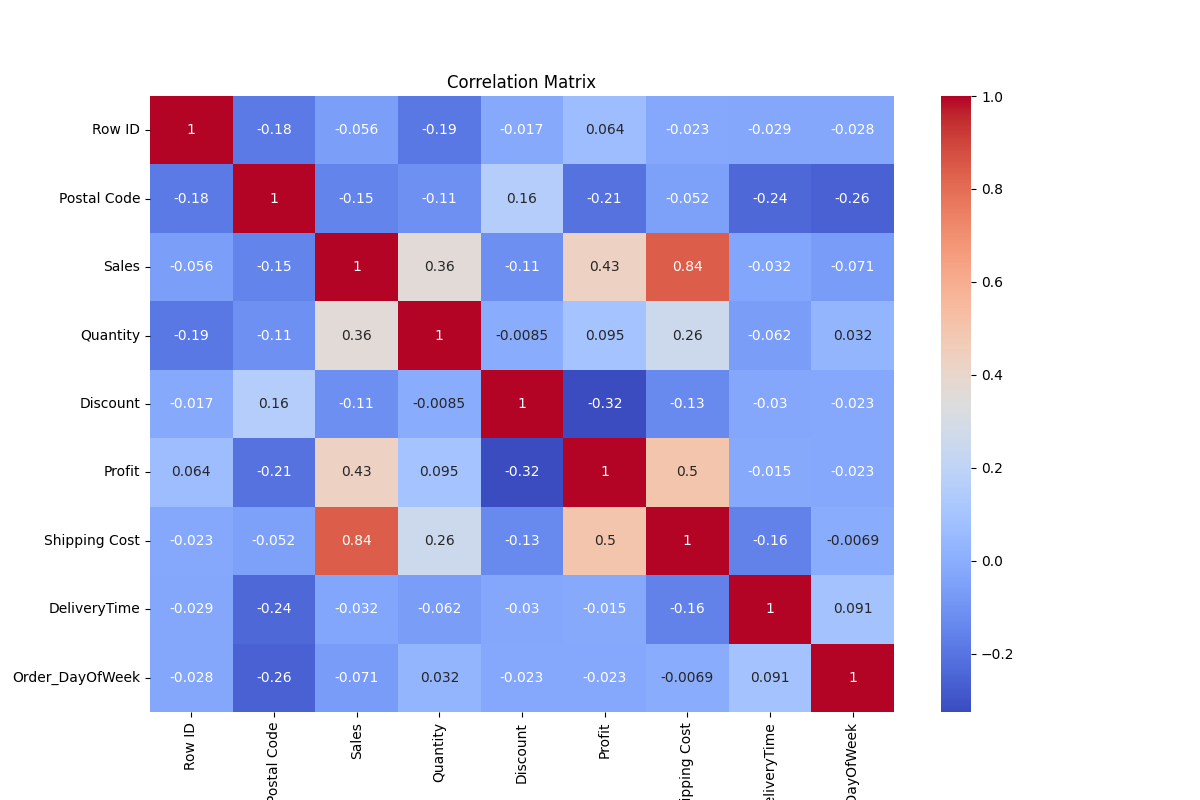 Correlation Matrix
Row ID 1 -0.18 -0.056 -0.19 -0.017 0.064 -0.023 -0.029 -0.028
Postal Code -0.18 1 -0.15 -0.11 0.16 -0.21 -0.052 -0.24 -0.26
Sales -0.056 -0.15 1 0.36 -0.11 0.43 0.84 -0.032 -0.071
Quantity -0.19 -0.11 0.36 1 -0.0085 0.095 0.26 -0.062 0.032
Discount -0.017 0.16 -0.11 -0.0085 1 -0.32 -0.13 -0.03 -0.023
Profit 0.064 -0.21 0.43 0.095 -0.32 1 0.5 -0.015 -0.023
Shipping Cost -0.023 -0.052 0.84 0.26 -0.13 0.5 1 -0.16 -0.0069
DeliveryTime -0.029 -0.24 -0.032 -0.062 -0.03 -0.015 -0.16 1 0.091
Order_DayOfWeek -0.028 -0.26 -0.071 0.032 -0.023 -0.023 -0.0069 0.091 1
Row ID
Postal Code
Sales
Quantity
Discount
Profit
ipping Cost
eliveryTime
DayOfWeek
1.0
0.8
0.6
0.4
0.2
0.0
−0.2